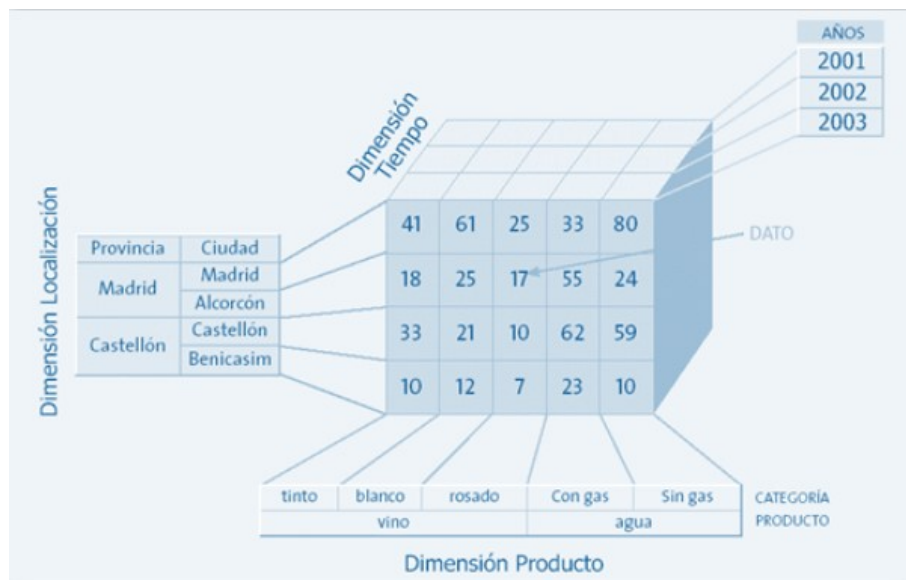 AÑOS
2001
2002
2003
Dimensión
Tiempo
Dimensión Localización
Provincia Ciudad
Madrid Madrid
Alcorcón
Castellón Castellón
Benicasim
41 61 25 33 80
DATO
18 25 17 55 24
33 21 10 62 59
10 12 7 23 10
tinto blanco rosado Con gas Sin gas CATEGORÍA
vino agua PRODUCTO
Dimensión Producto